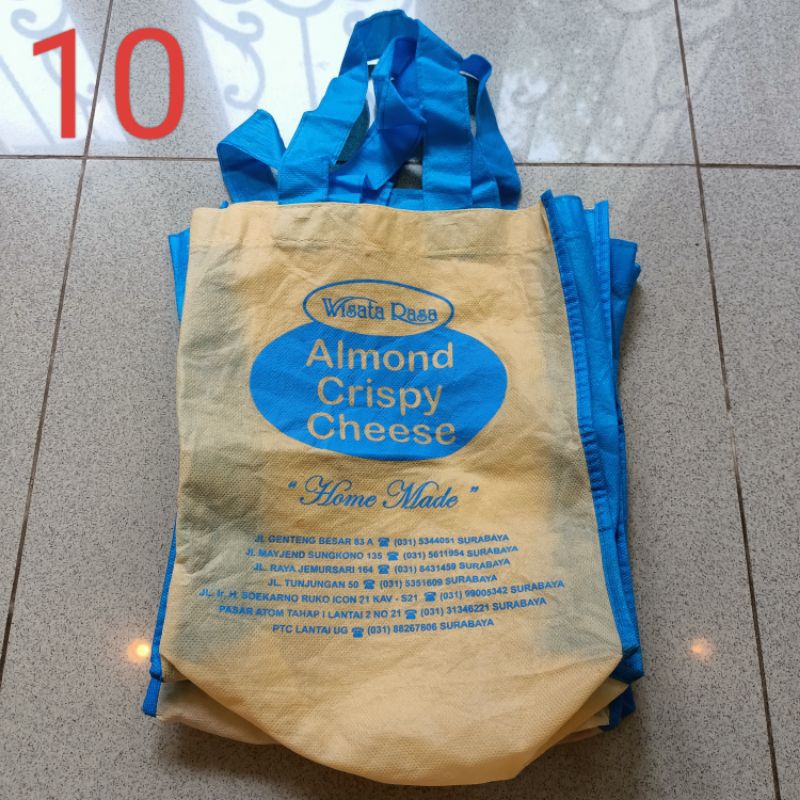 10
Wisata Rasa
Almond
Crispy
Cheese
"Home Made"
JL. GENTENG BESAR 83 A ☎ (031) 5344051 SURABAYA
JL. MAYJEND SUNGKONO 135 ☎ (031) 5611954 SURABAYA
JL. RAYA JEMURSARI 164 ☎ (031) 8431459 SURABAYA
JL. TUNJUNGAN 50 ☎ (031) 5351609 SURABAYA
JL. Ir. H. SOEKARNO RUKO ICON 21 KAV - S21 ☎ (031) 99005342 SURABAYA
PASAR ATOM TAHAP I LANTAI 2 NO 21 ☎ (031) 31346221 SURABAYA
PTC LANTAI UG ☎ (031) 88267806 SURABAYA